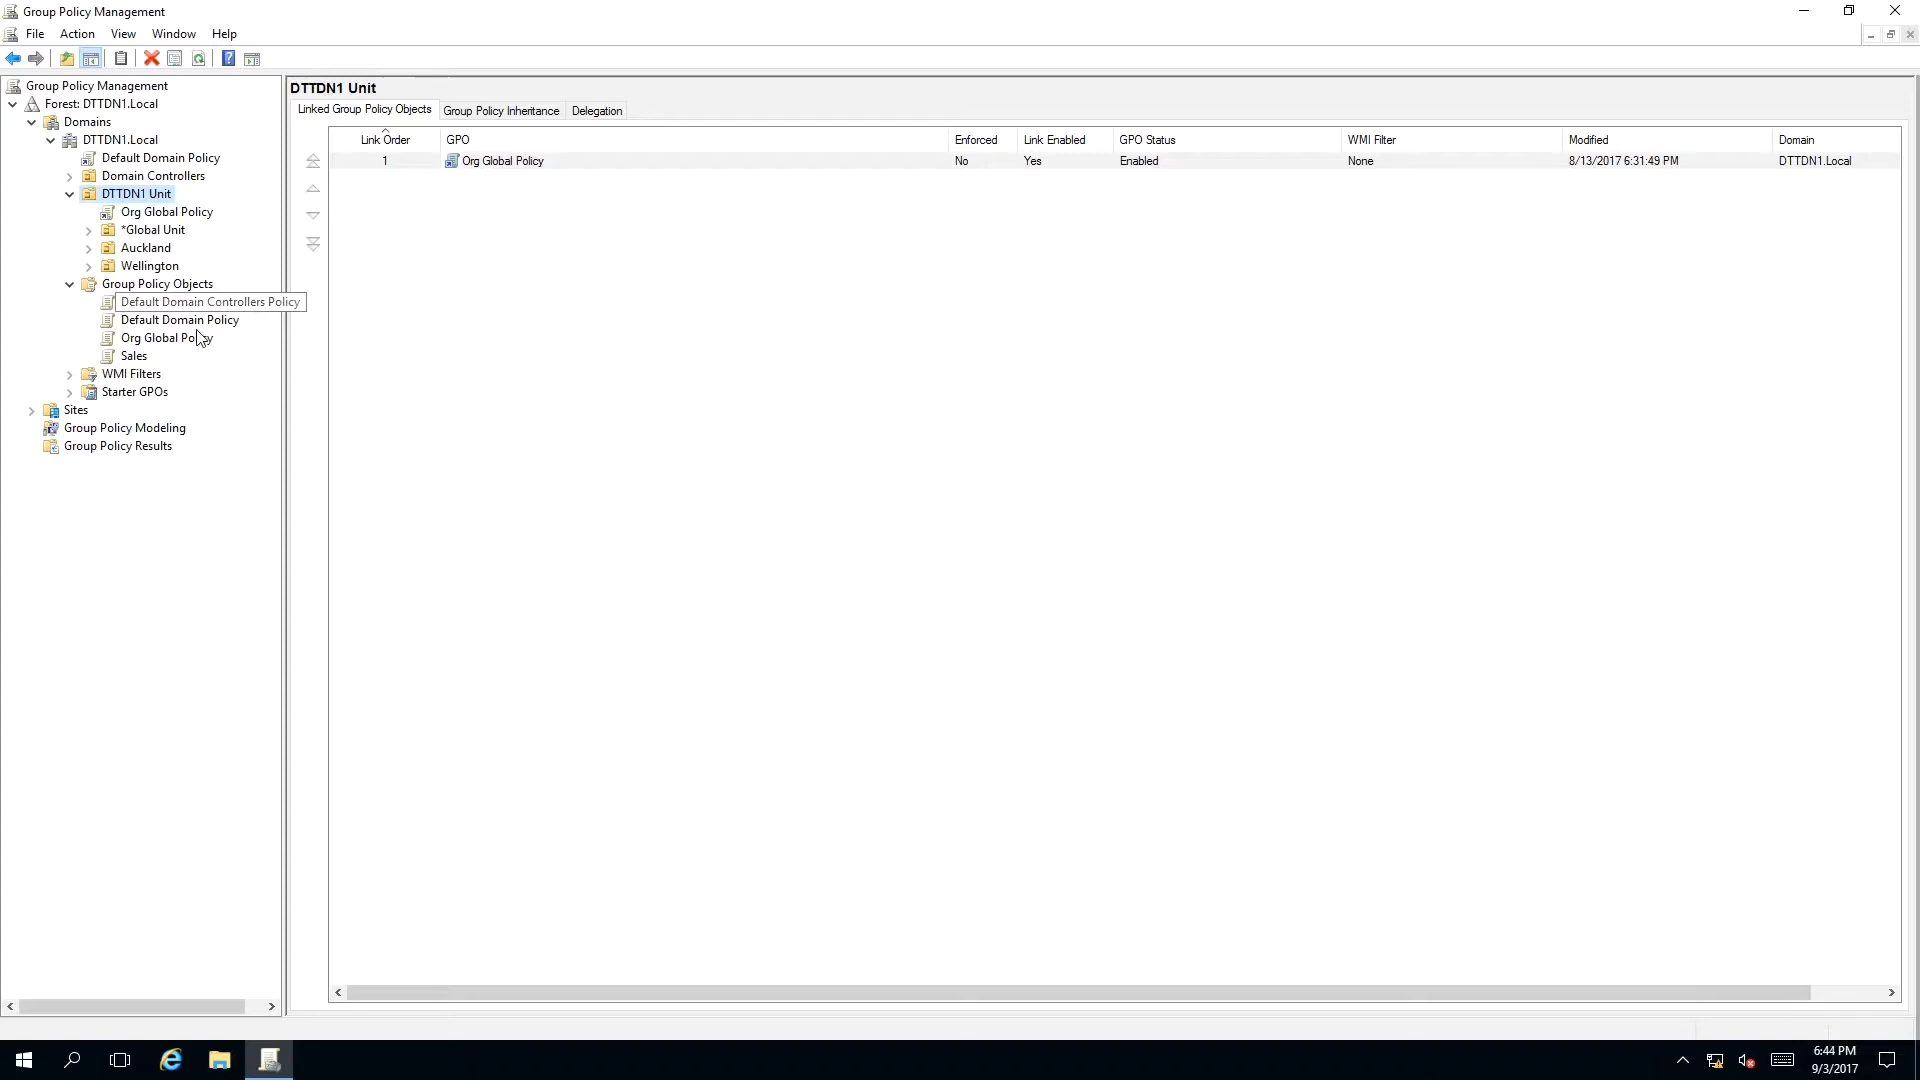 Group Policy Management
File Action View Window Help
Group Policy Management
Forest: DTTDN1.Local
Domains
DTTDN1.Local
Default Domain Policy
Domain Controllers
DTTDN1 Unit
Org Global Policy
*Global Unit
Auckland
Wellington
Group Policy Objects
Default Domain Controllers Policy
Default Domain Policy
Org Global Policy
Sales
WMI Filters
Starter GPOs
Sites
Group Policy Modeling
Group Policy Results
DTTDN1 Unit
Linked Group Policy Objects Group Policy Inheritance Delegation
Link Order GPO Enforced Link Enabled GPO Status WMI Filter Modified Domain
1 Org Global Policy No Yes Enabled None 8/13/2017 6:31:49 PM DTTDN1.Local
6:44 PM
9/3/2017